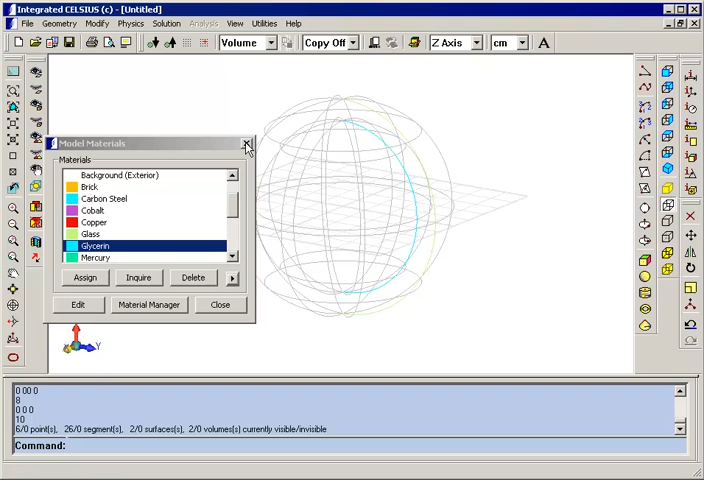 Integrated CELSIUS (c) - [Untitled]
File Geometry Modify Physics Solution Analysis View Utilities Help
Volume Copy Off Z Axis cm A
Model Materials
Materials
Background (Exterior)
Brick
Carbon Steel
Cobalt
Copper
Glass
Glycerin
Mercury
Assign Inquire Delete
Edit Material Manager Close
Y
0 00 0
8
0 0 0
10
6/0 point(s), 26/0 segment(s), 2/0 surfaces(s), 2/0 volumes(s) currently visible/invisible
Command: